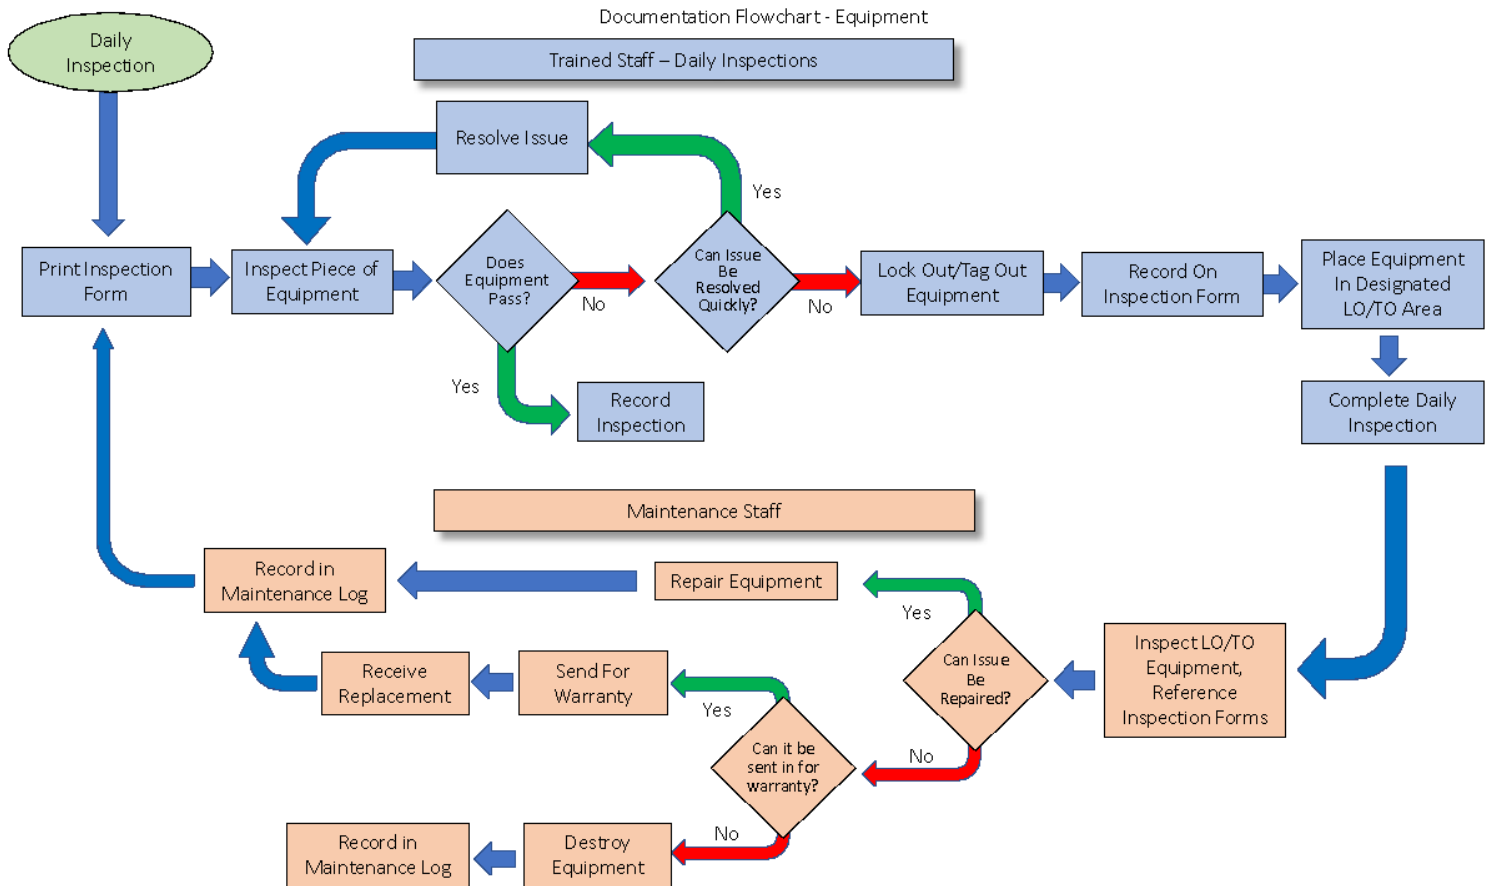 Documentation Flowchart - Equipment
Daily
Inspection
Trained Staff – Daily Inspections
Resolve Issue
Yes
Print Inspection
Form
Inspect Piece of
Equipment
Does
Equipment
Pass?
No
Can Issue
Be
Resolved
Quickly?
No
Lock Out/Tag Out
Equipment
Record On
Inspection Form
Place Equipment
In Designated
LO/TO Area
Yes
Record
Inspection
Complete Daily
Inspection
Maintenance Staff
Record in
Maintenance Log
Repair Equipment
Yes
Can Issue
Be
Repaired?
Inspect LO/TO
Equipment,
Reference
Inspection Forms
Receive
Replacement
Send For
Warranty
Yes
No
Can it be
sent in for
warranty?
No
Record in
Maintenance Log
Destroy
Equipment